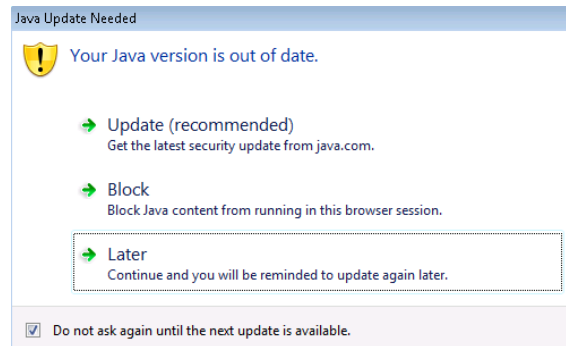 Java Update Needed
Your Java version is out of date.
Update (recommended)
Get the latest security update from java.com.
Block
Block Java content from running in this browser session.
Later
Continue and you will be reminded to update again later.
Do not ask again until the next update is available.